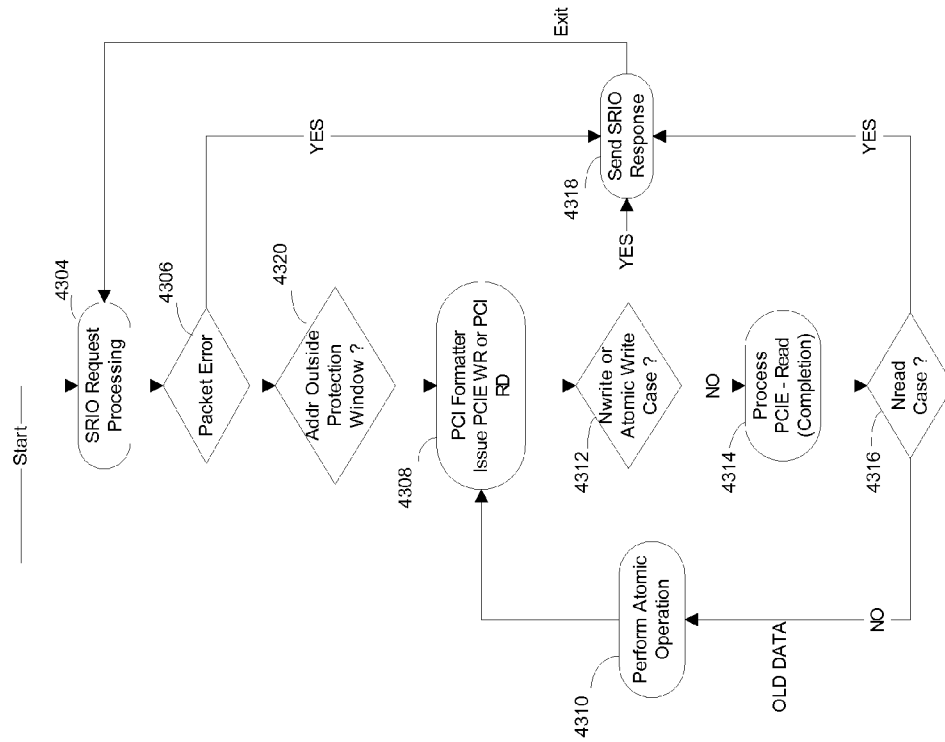 Start
4304
SRIO Request
Processing
4306
Packet Error
YES
4320
Addr Outside
Protection
Window ?
4308
PCI Formatter
Issue PCIE WR or PCI
RD
4312
Nwrite or
Atomic Write
Case ?
YES
4318
Send SRIO
Response
Exit
NO
4314
Process
PCIE - Read
(Completion)
4316
Nread
Case ?
YES
NO
OLD DATA
4310
Perform Atomic
Operation